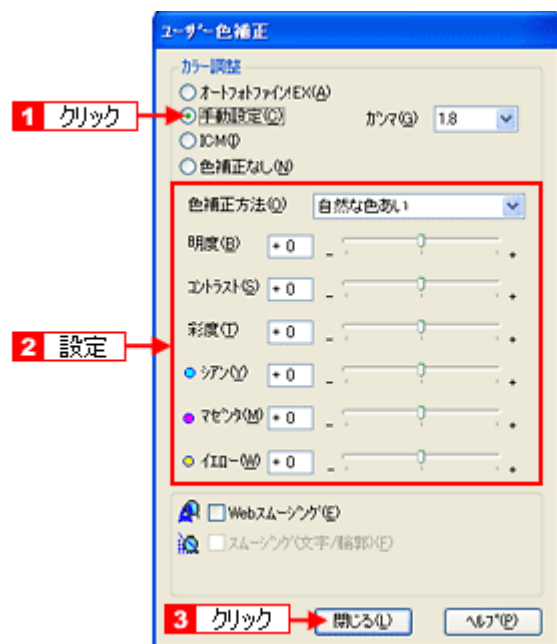 ユーザー色補正
カラー調整
オートフォトファイン!EX(A)
1 クリック
手動設定(C)
ガンマ(G) 1.8
ICM(I)
色補正なし(N)
色補正方法(O) 自然な色あい
明度(B) +0 - +
コントラスト(S) +0 - +
彩度(T) +0 - +
2 設定
シアン(Y) +0 - +
マゼンタ(M) +0 - +
イエロー(W) +0 - +
Webスムージング(E)
スムージング(文字/輪郭)(F)
3 クリック
閉じる(L) ヘルプ(P)